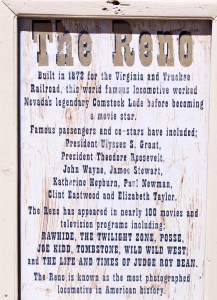 The Reno
Built in 1872 for the Virginia and Truckee
Railroad, this world famous locomotive worked
Nevada's legendary Comstock Lode before becoming
a movie star.
Famous passengers and co-stars have included;
President Ulysses S. Grant,
President Theodore Roosevelt,
John Wayne, James Stewart,
Katherine Hepburn, Paul Newman,
Clint Eastwood and Elizabeth Taylor.
The Reno has appeared in nearly 100 movies and
television programs including:
RAWHIDE, THE TWILIGHT ZONE, POSSE,
JOE KIDD, TOMBSTONE, WILD WILD WEST,
and THE LIFE AND TIMES OF JUDGE ROY BEAN.
The Reno is known as the most photographed
locomotive in American history.